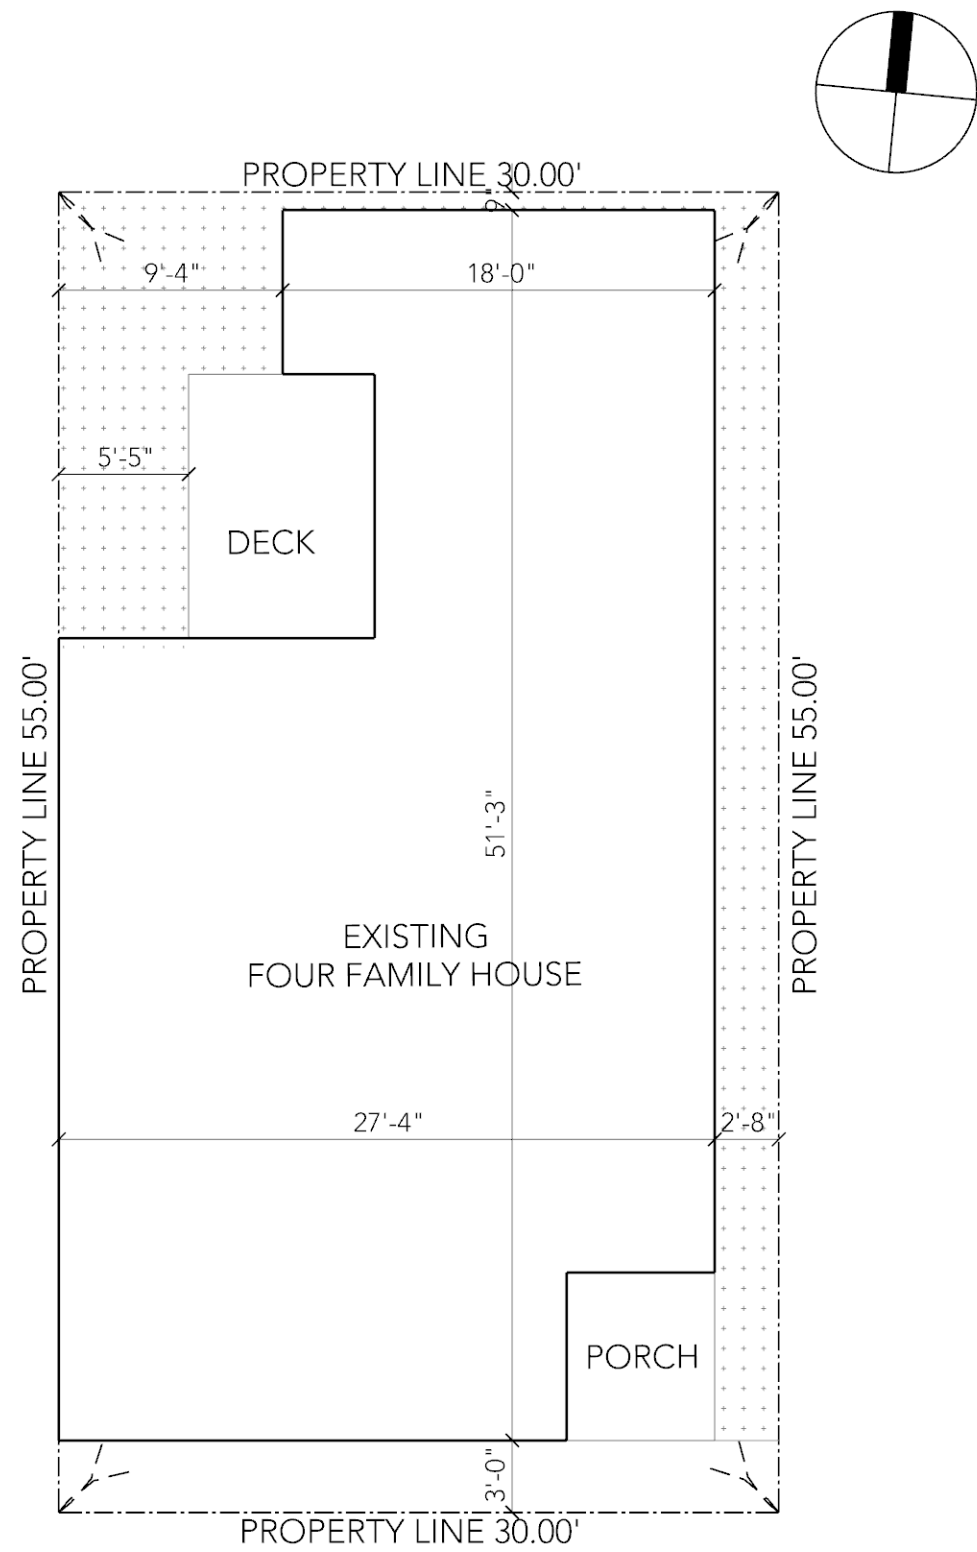 PROPERTY LINE 30.00'
9"
9'-4"
18'-0"
5'-5"
DECK
PROPERTY LINE 55.00'
PROPERTY LINE 55.00'
51'-3"
EXISTING
FOUR FAMILY HOUSE
27'-4"
2'-8"
PORCH
3'-0"
PROPERTY LINE 30.00'